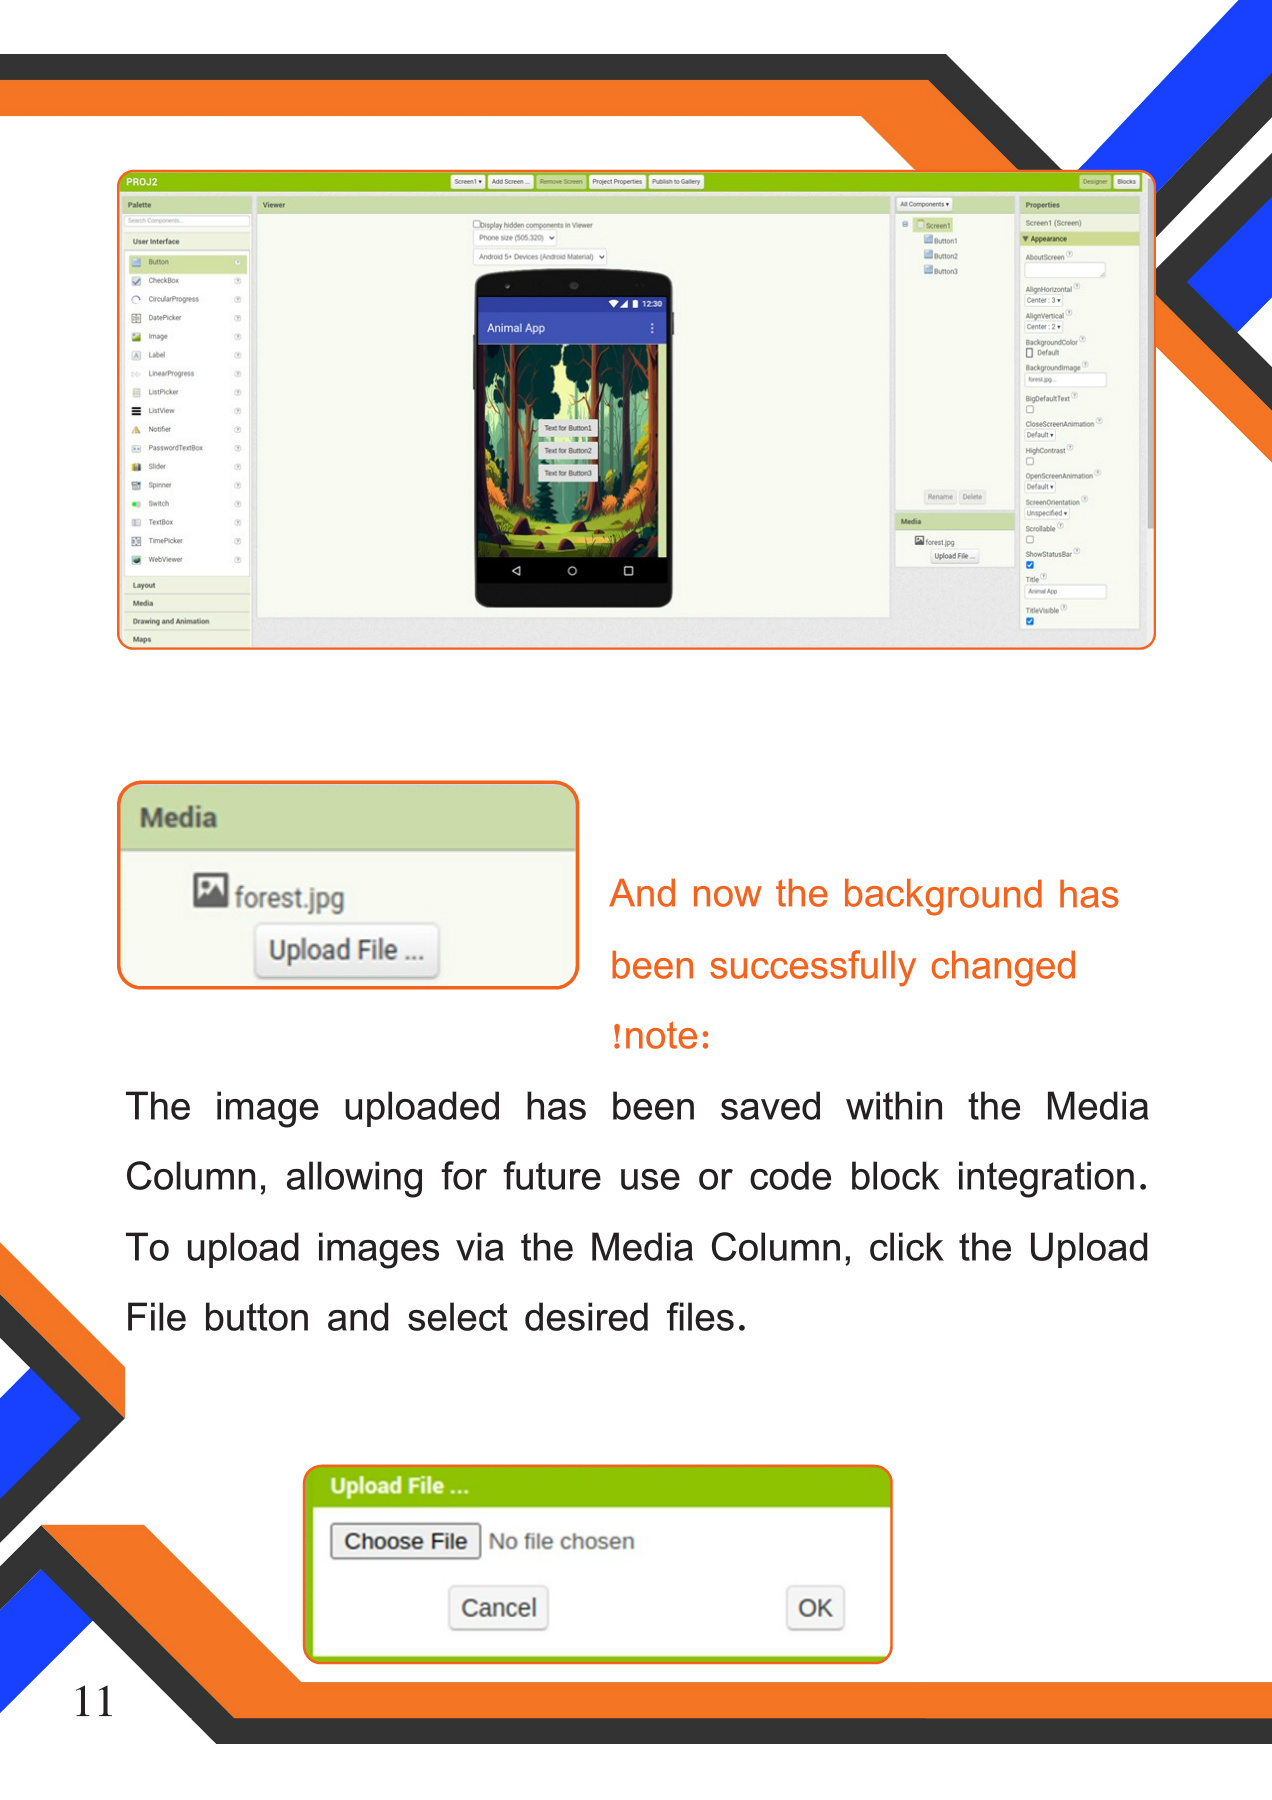 PROJ2
Screen1 ▾ Add Screen ... Remove Screen Project Properties Publish to Gallery
Designer Blocks
Palette
Search Components...
User Interface
Button
CheckBox
CircularProgress
DatePicker
Image
Label
LinearProgress
ListPicker
ListView
Notifier
PasswordTextBox
Slider
Spinner
Switch
TextBox
TimePicker
WebViewer
Layout
Media
Drawing and Animation
Maps
Viewer
Display hidden components in Viewer
Phone size (505,320)
Android 5+ Devices (Android Material)
12:30
Animal App
Text for Button1
Text for Button2
Text for Button3
All Components ▾
Screen1
Button1
Button2
Button3
Rename Delete
Media
forest.jpg
Upload File ...
Properties
Screen1 (Screen)
▼ Appearance
AboutScreen
AlignHorizontal
Center : 3 ▾
AlignVertical
Center : 2 ▾
BackgroundColor
Default
BackgroundImage
forest.jpg...
BigDefaultText
CloseScreenAnimation
Default ▾
HighContrast
OpenScreenAnimation
Default ▾
ScreenOrientation
Unspecified ▾
Scrollable
ShowStatusBar
Title
Animal App
TitleVisible
Media
forest.jpg
Upload File ...
And now the background has
been successfully changed
!note:
The image uploaded has been saved within the Media
Column, allowing for future use or code block integration.
To upload images via the Media Column, click the Upload
File button and select desired files.
Upload File ...
Choose File No file chosen
Cancel OK
11